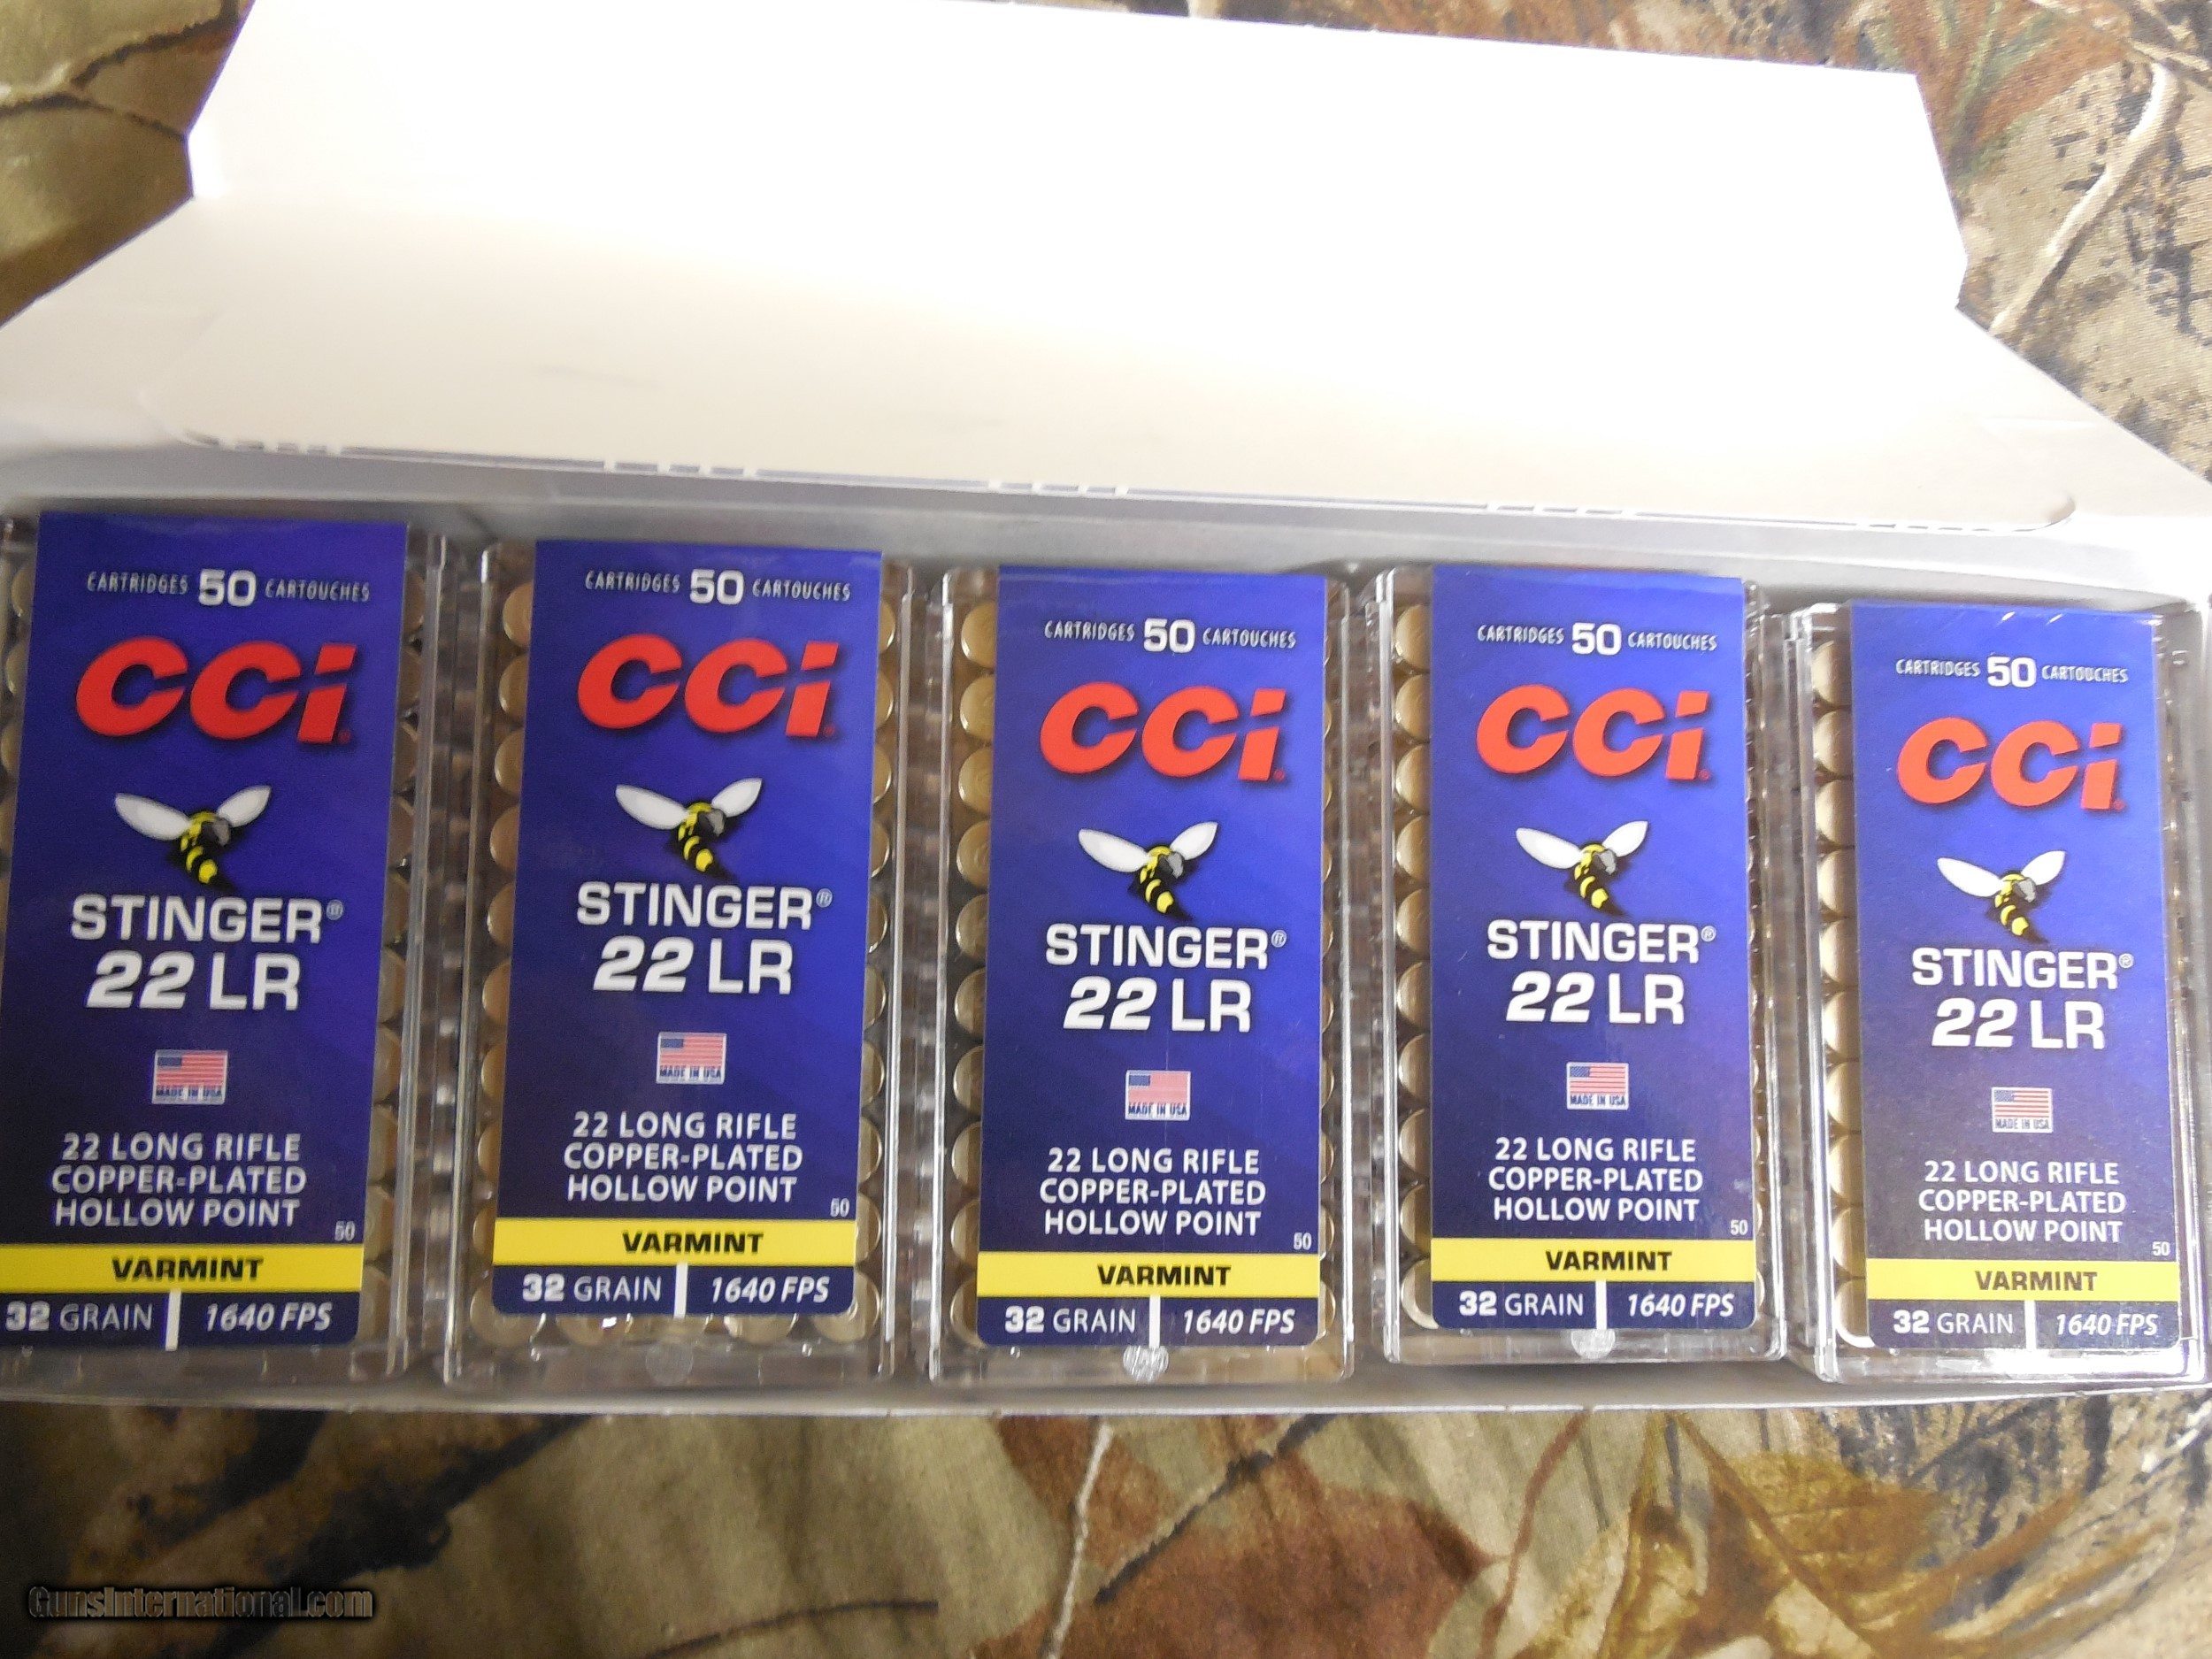 CARTRIDGES 50 CARTOUCHES
CCi
STINGER®
22 LR
MADE IN USA
22 LONG RIFLE
COPPER-PLATED
HOLLOW POINT
50
VARMINT
32 GRAIN 1640 FPS
CARTRIDGES 50 CARTOUCHES
CCi
STINGER®
22 LR
MADE IN USA
22 LONG RIFLE
COPPER-PLATED
HOLLOW POINT
50
VARMINT
32 GRAIN 1640 FPS
CARTRIDGES 50 CARTOUCHES
CCi
STINGER®
22 LR
MADE IN USA
22 LONG RIFLE
COPPER-PLATED
HOLLOW POINT
50
VARMINT
32 GRAIN 1640 FPS
CARTRIDGES 50 CARTOUCHES
CCi
STINGER®
22 LR
MADE IN USA
22 LONG RIFLE
COPPER-PLATED
HOLLOW POINT
50
VARMINT
32 GRAIN 1640 FPS
CARTRIDGES 50 CARTOUCHES
CCi
STINGER®
22 LR
MADE IN USA
22 LONG RIFLE
COPPER-PLATED
HOLLOW POINT
50
VARMINT
32 GRAIN 1640 FPS
GunsInternational.com